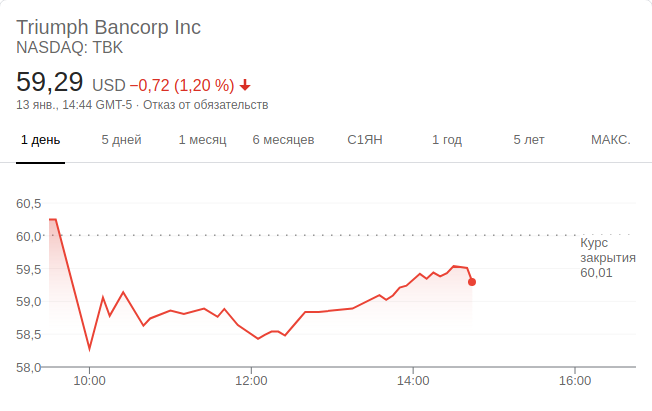 Triumph Bancorp Inc
NASDAQ: TBK
59,29 USD −0,72 (1,20 %)
13 янв., 14:44 GMT-5 · Отказ от обязательств
1 день 5 дней 1 месяц 6 месяцев С1ЯН 1 год 5 лет МАКС.
60,5
60,0
Курс
закрытия
60,01
59,5
59,0
58,5
58,0
10:00 12:00 14:00 16:00